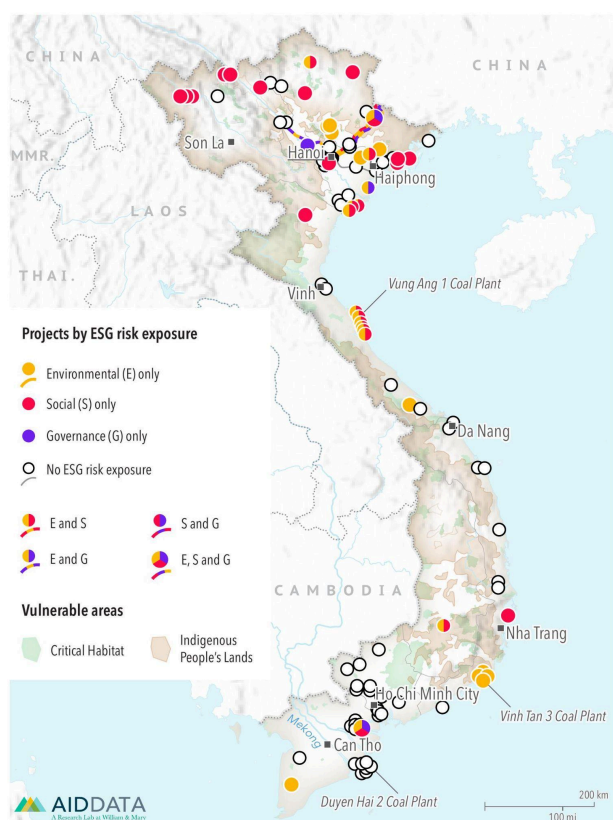 CHINA
CHINA
MMR.
Son La
Hanoi
Haiphong
LAOS
THAI.
Vung Ang 1 Coal Plant
Vinh
Projects by ESG risk exposure
Environmental (E) only
Social (S) only
Governance (G) only
No ESG risk exposure
E and S
S and G
E and G
E, S and G
Vulnerable areas
Critical Habitat
Indigenous
People's Lands
Da Nang
CAMBODIA
Nha Trang
Ho Chi Minh City
Vinh Tan 3 Coal Plant
Mekong
Can Tho
Duyen Hai 2 Coal Plant
200 km
100 mi
AIDDATA
A Research Lab at William & Mary